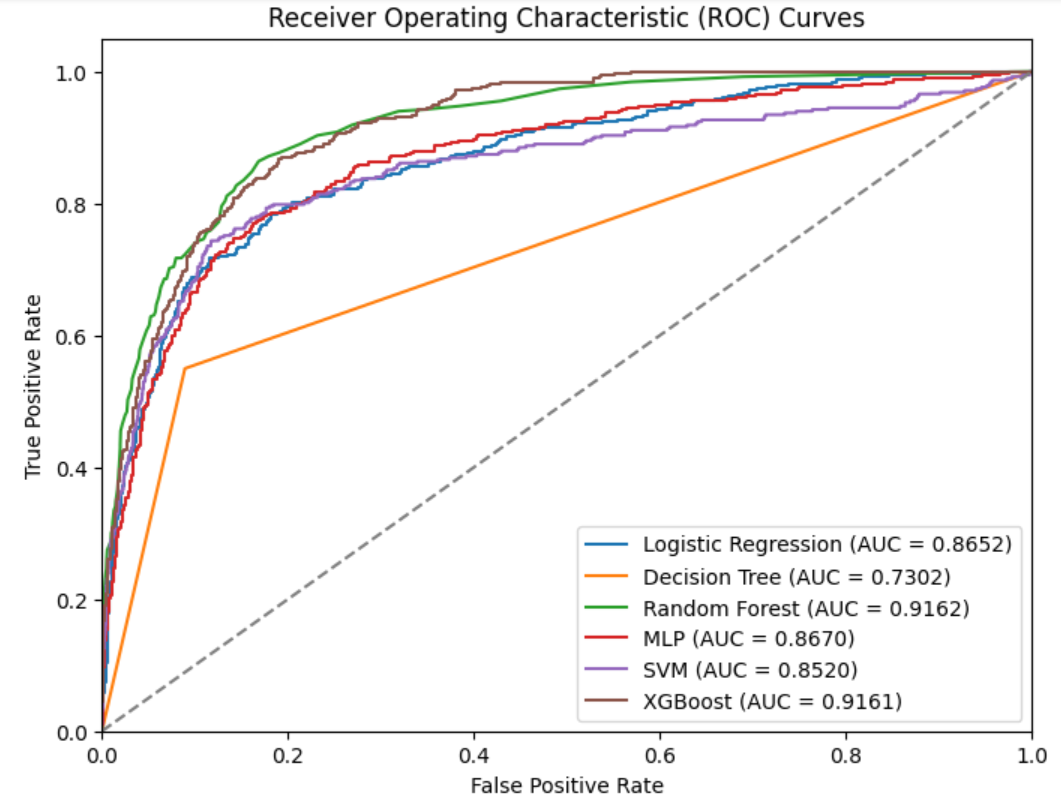 Receiver Operating Characteristic (ROC) Curves
1.0
0.8
0.6
0.4
0.2
0.0
True Positive Rate
Logistic Regression (AUC = 0.8652)
Decision Tree (AUC = 0.7302)
Random Forest (AUC = 0.9162)
MLP (AUC = 0.8670)
SVM (AUC = 0.8520)
XGBoost (AUC = 0.9161)
0.0 0.2 0.4 0.6 0.8 1.0
False Positive Rate